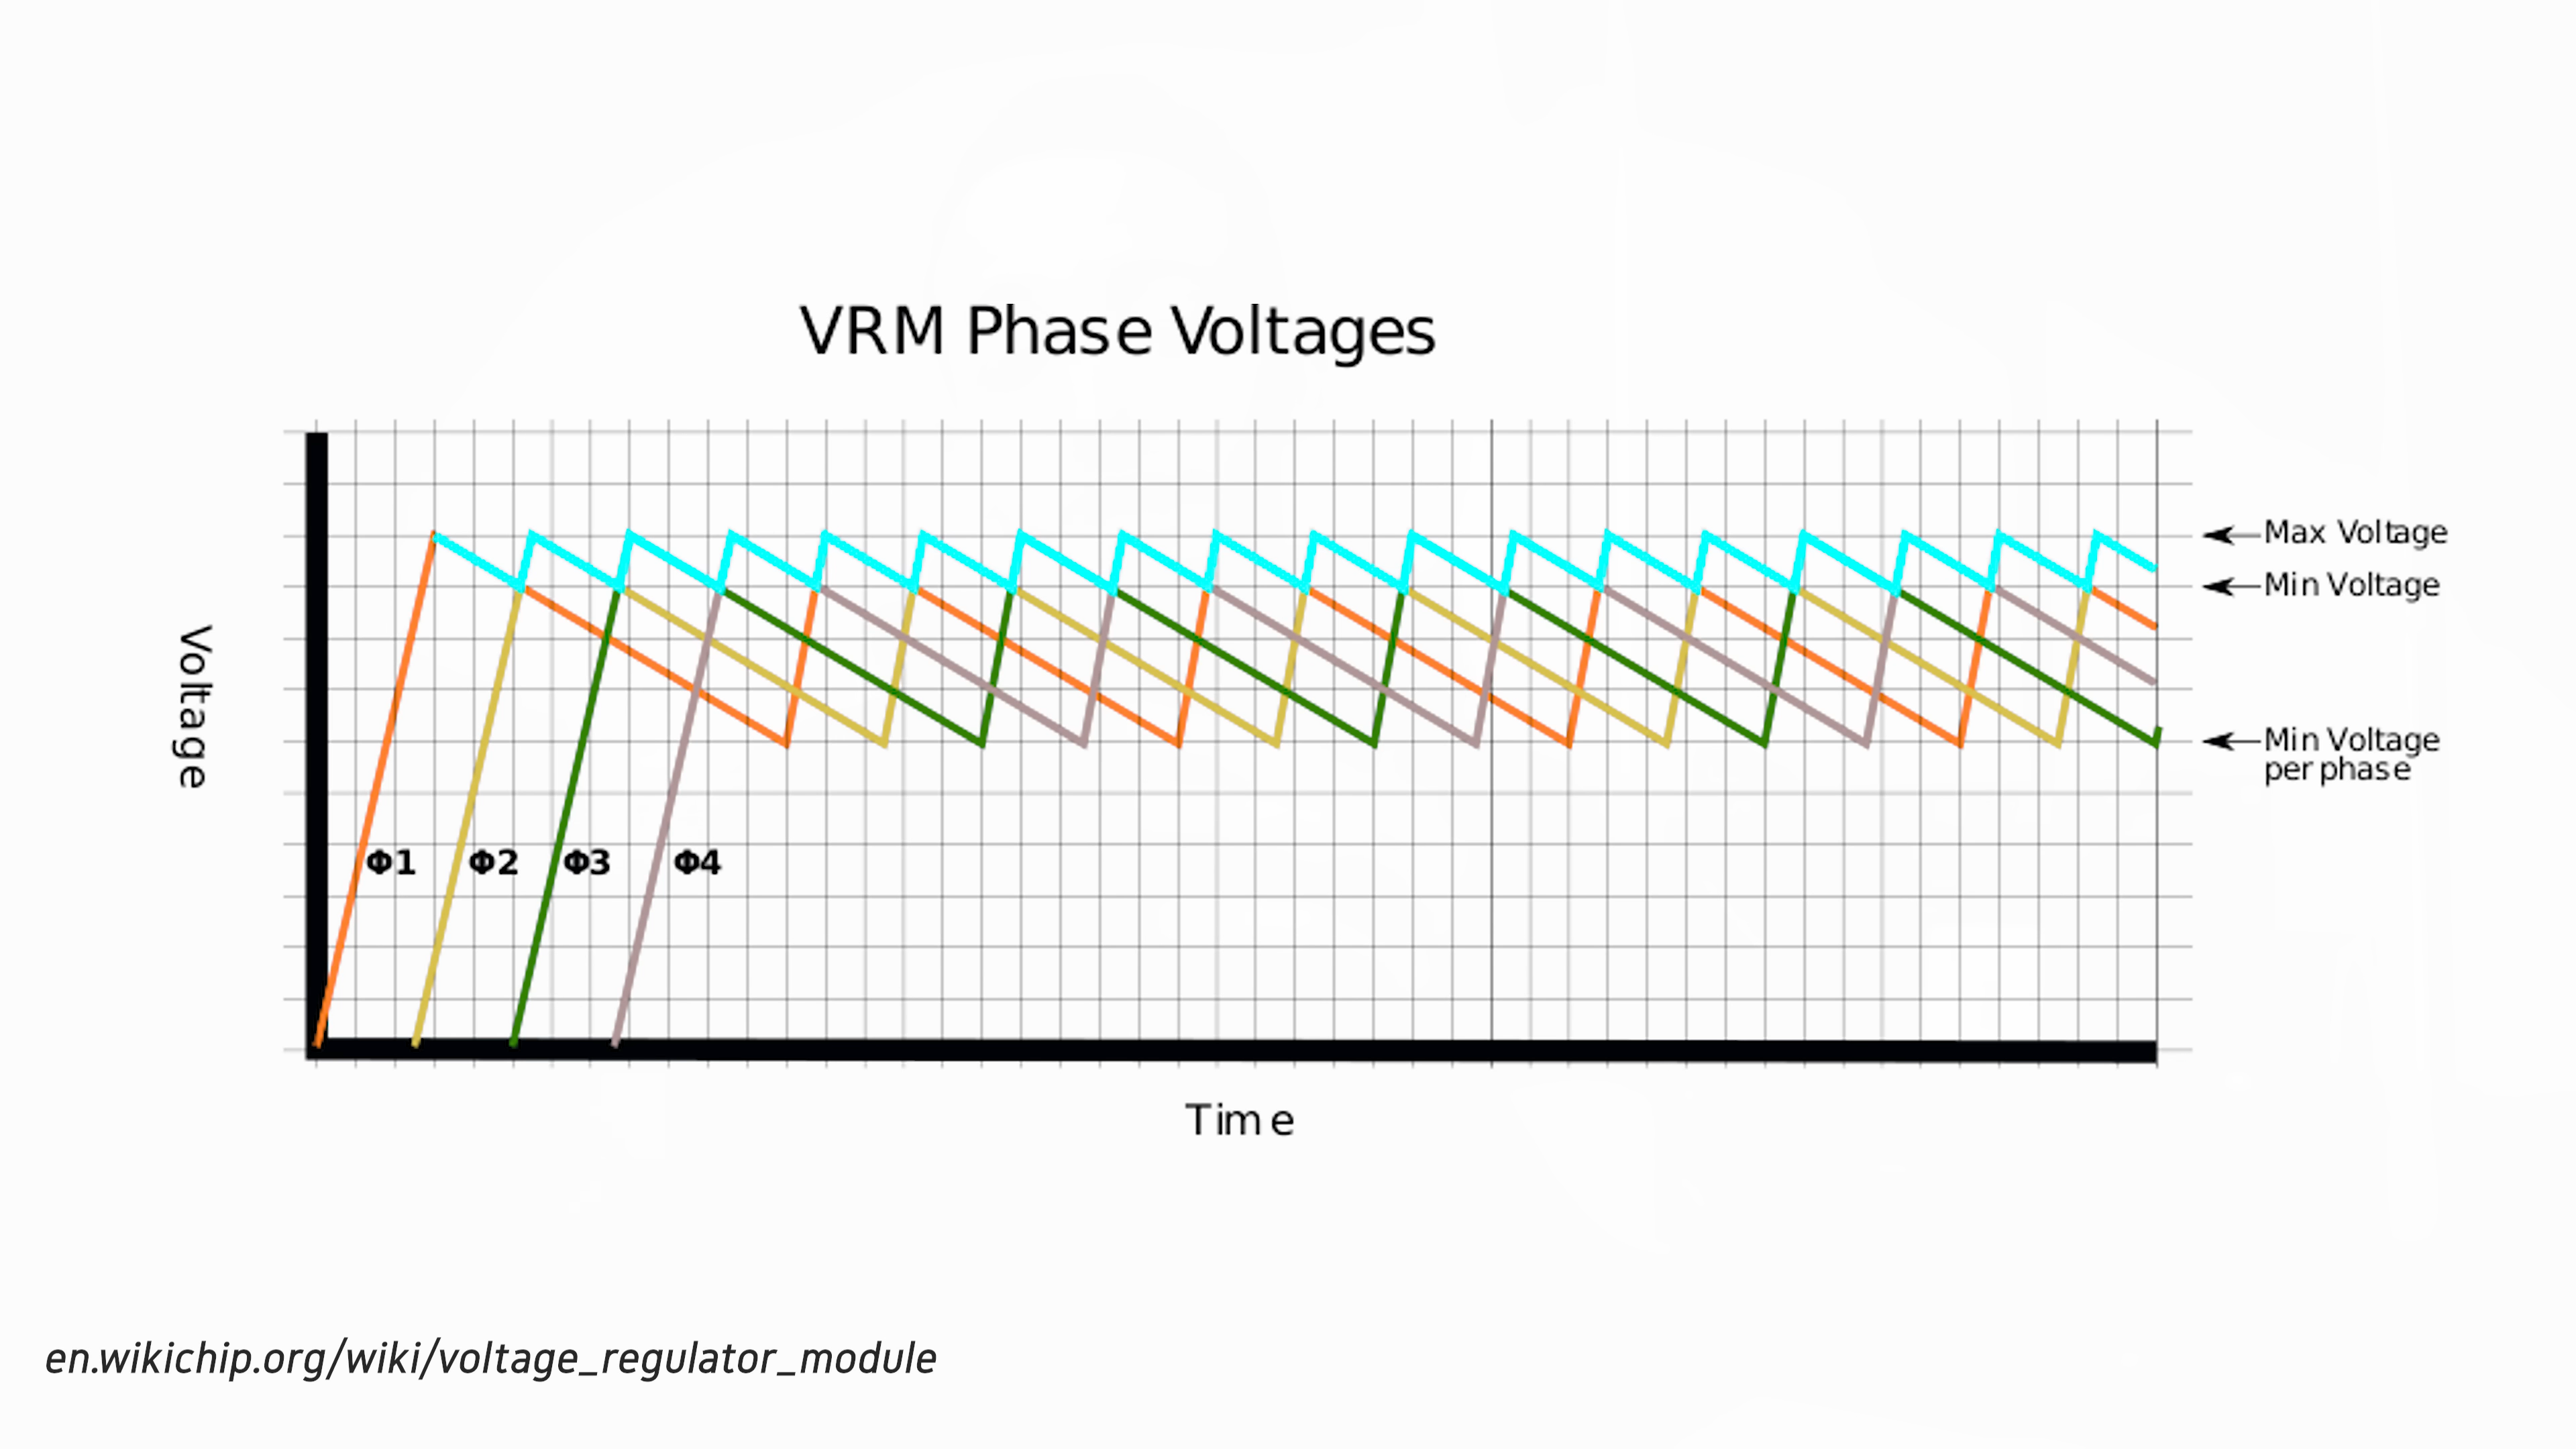 VRM Phase Voltages
Max Voltage
Min Voltage
Voltage
Min Voltage
per phase
Φ1 Φ2 Φ3 Φ4
Time
en.wikichip.org/wiki/voltage_regulator_module